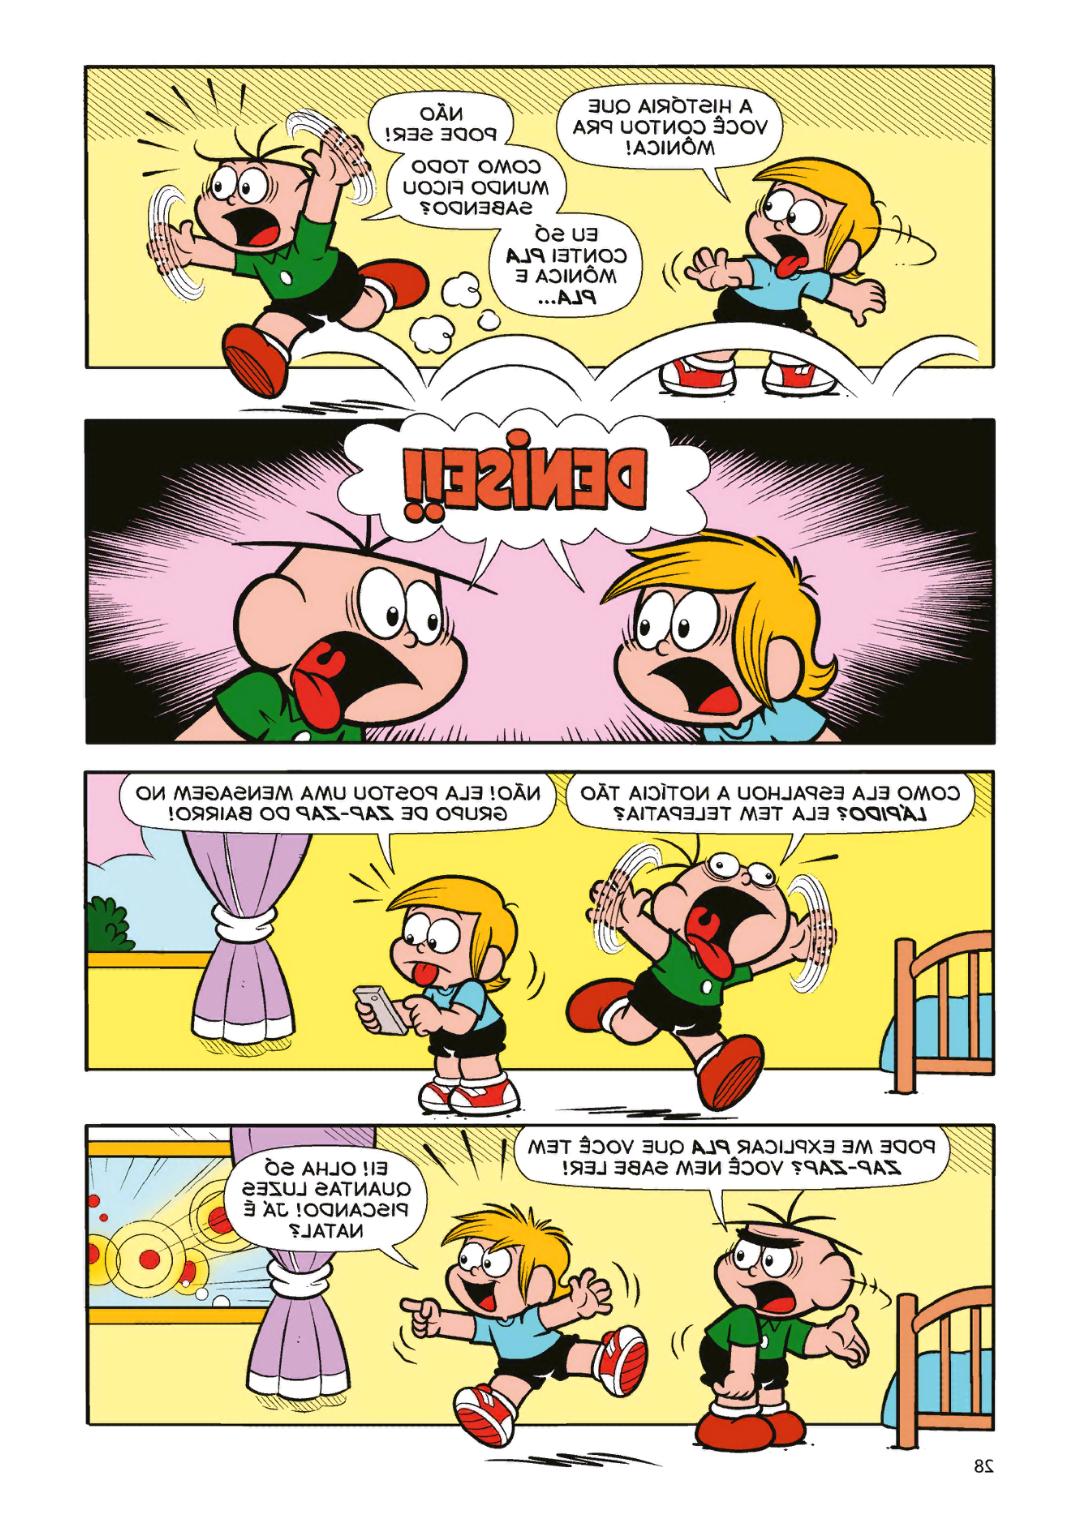 A HISTÓRIA QUE
VOCÊ CONTOU PRA
MÔNICA!
NÃO
PODE SER!
COMO TODO
MUNDO FICOU
SABENDO?
EU SÓ
CONTEI PLA
MÔNICA E
PLA...
DENISE!!
COMO ELA ESPALHOU A NOTÍCIA TÃO
LÁPIDO? ELA TEM TELEPATIA?
NÃO! ELA POSTOU UMA MENSAGEM NO
GRUPO DE ZAP-ZAP DO BAIRRO!
PODE ME EXPLICAR PLA QUE VOCÊ TEM
ZAP-ZAP? VOCÊ NEM SABE LER!
EI! OLHA SÓ
QUANTAS LUZES
PISCANDO! JÁ É
NATAL?
28